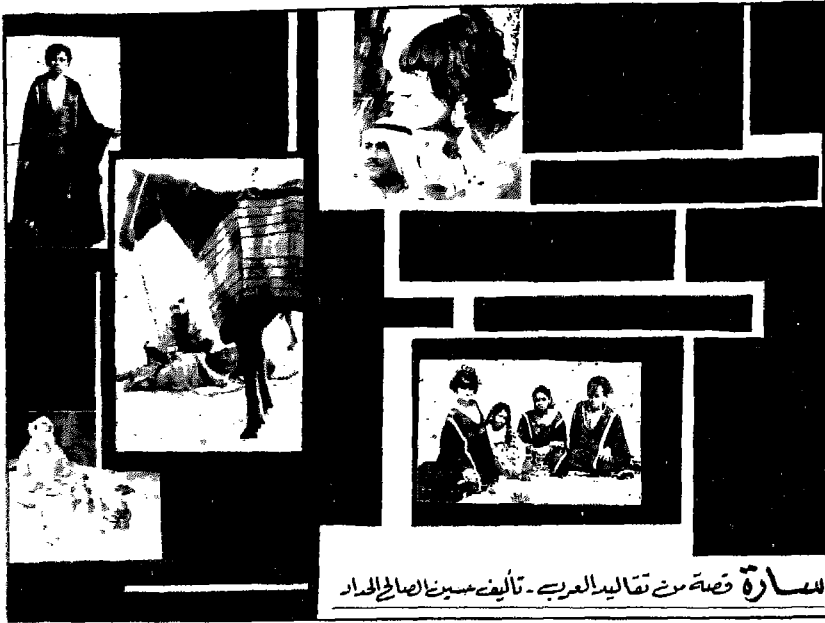 سارة قصة من تقاليد العرب - تأليف حسين الصالح الحداد